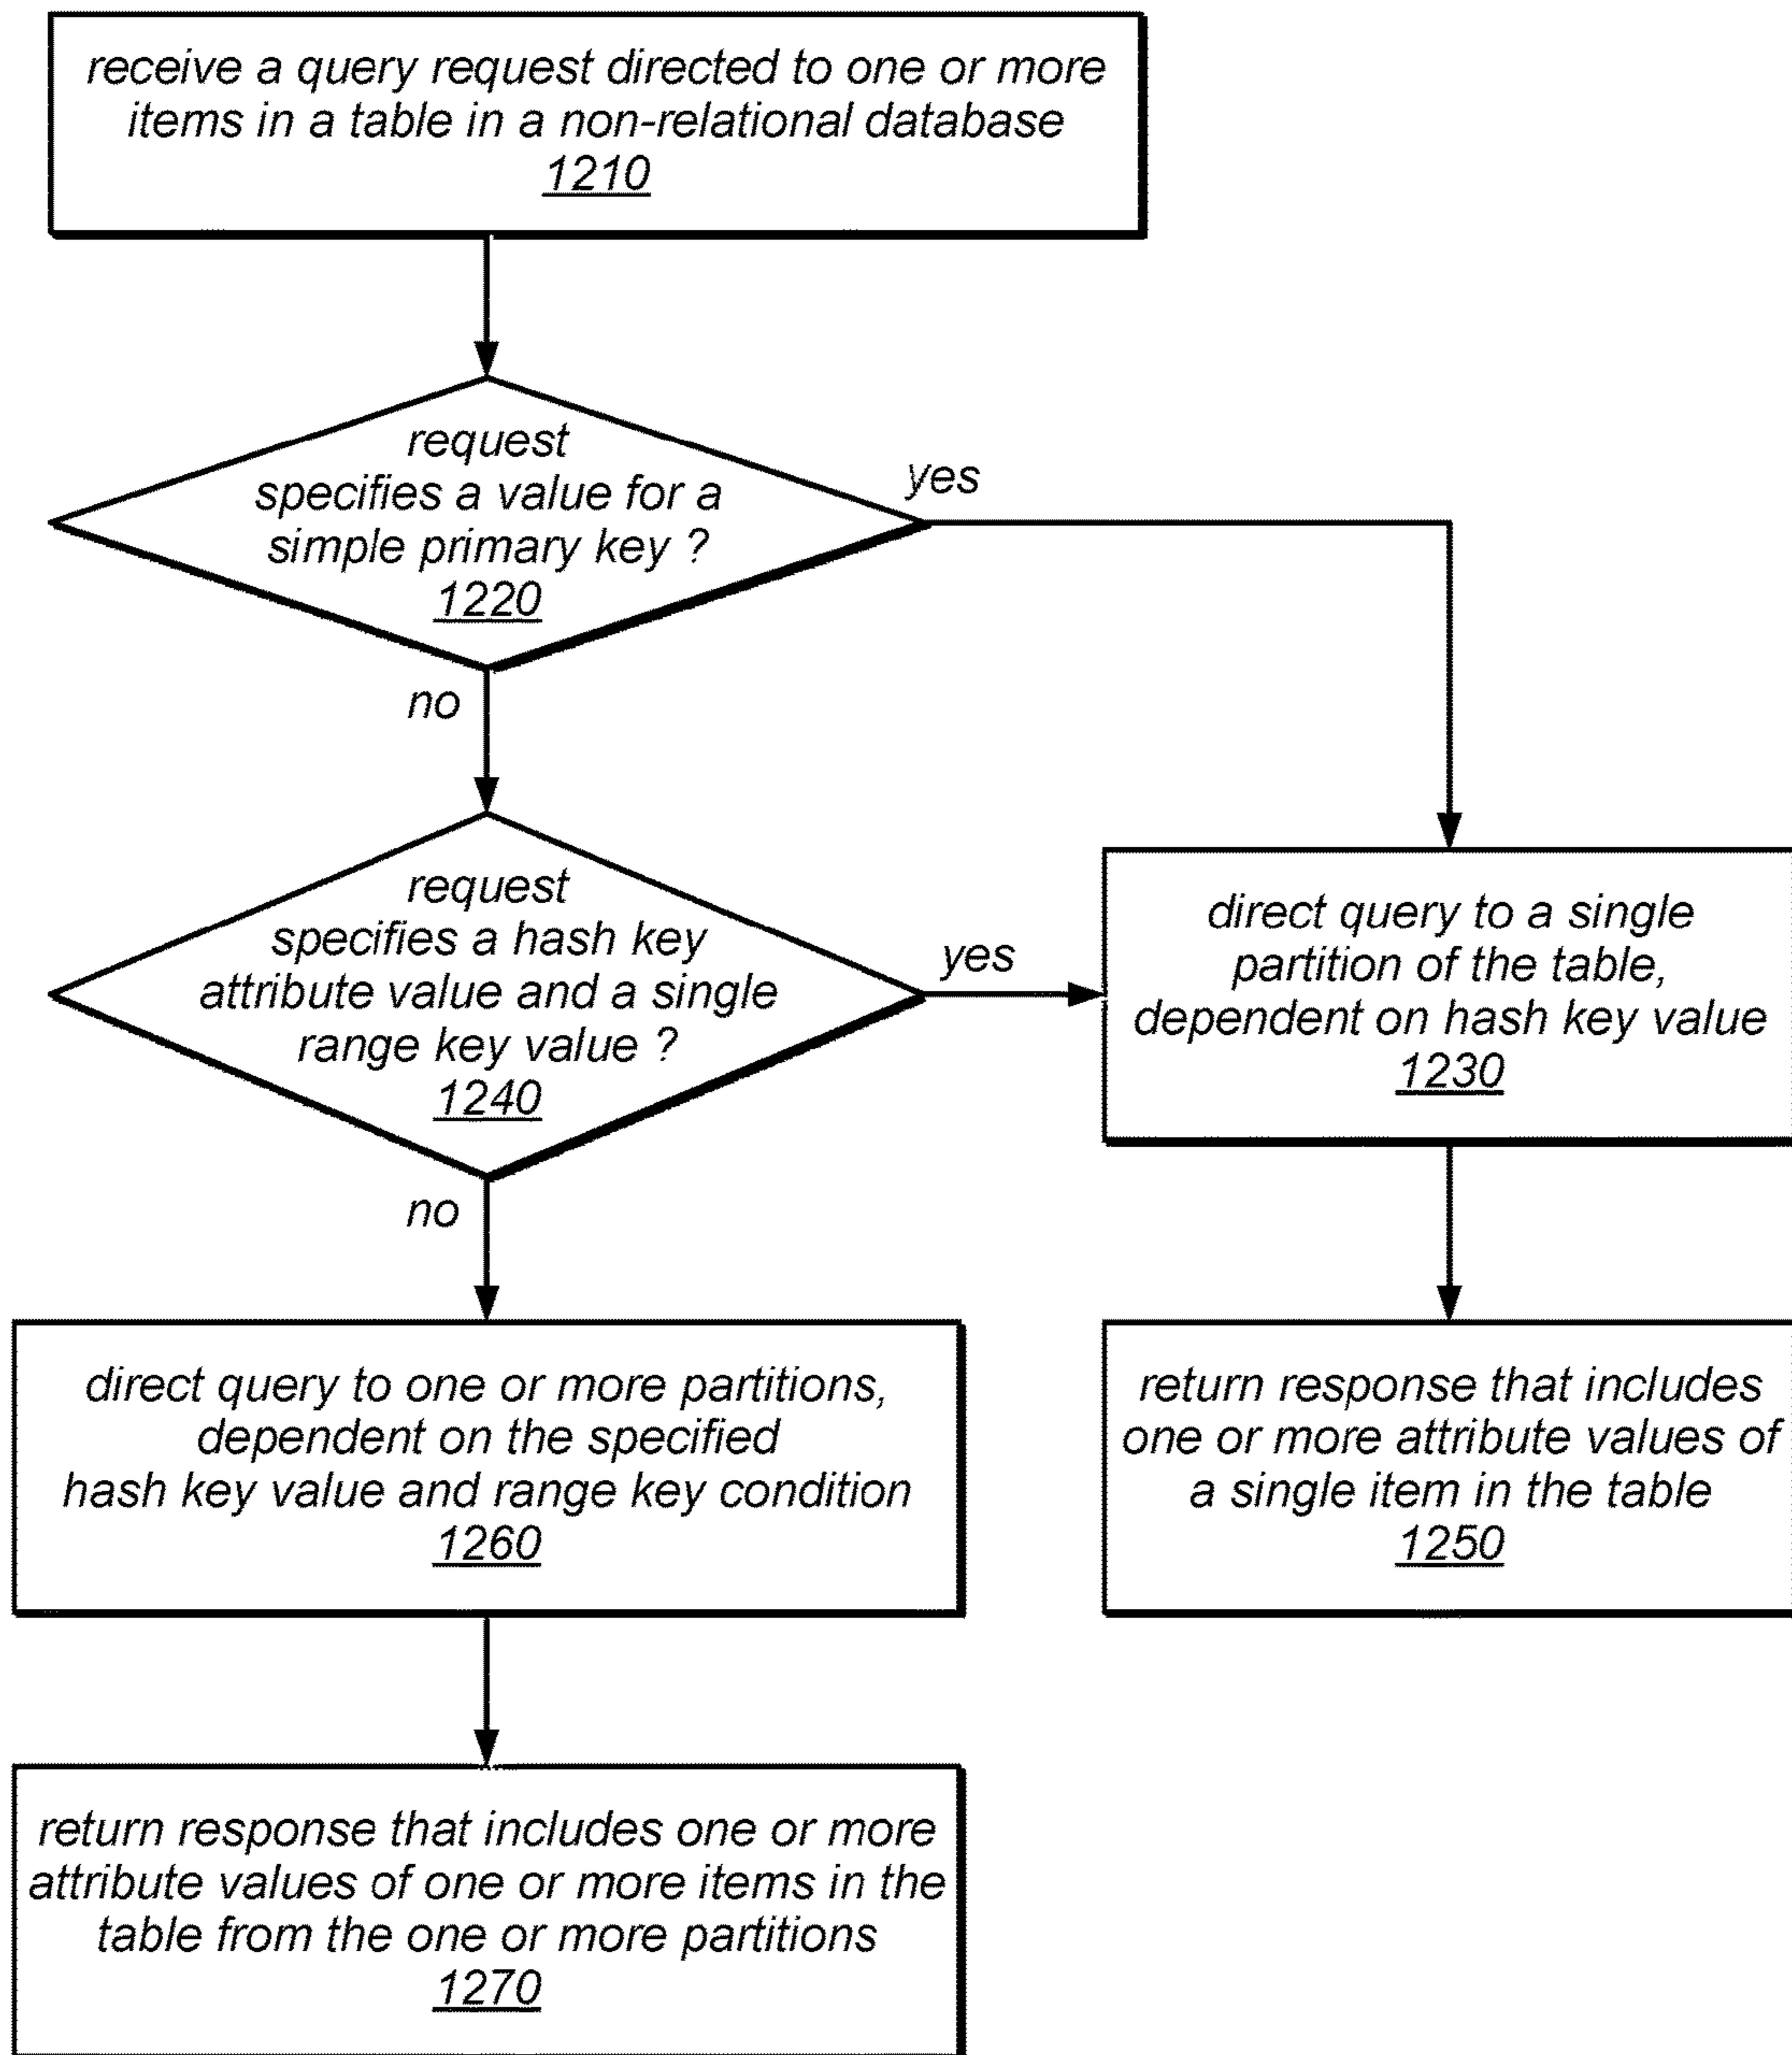 receive a query request directed to one or more
items in a table in a non-relational database
1210
request
specifies a value for a
simple primary key ?
1220
yes
no
request
specifies a hash key
attribute value and a single
range key value ?
1240
yes
no
direct query to a single
partition of the table,
dependent on hash key value
1230
direct query to one or more partitions,
dependent on the specified
hash key value and range key condition
1260
return response that includes
one or more attribute values of
a single item in the table
1250
return response that includes one or more
attribute values of one or more items in the
table from the one or more partitions
1270